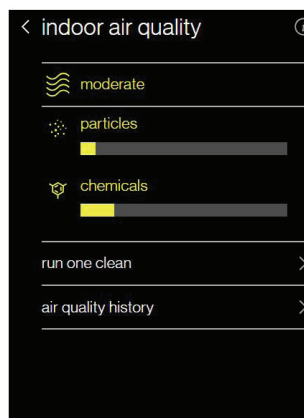 indoor air quality
moderate
particles
chemicals
run one clean
air quality history